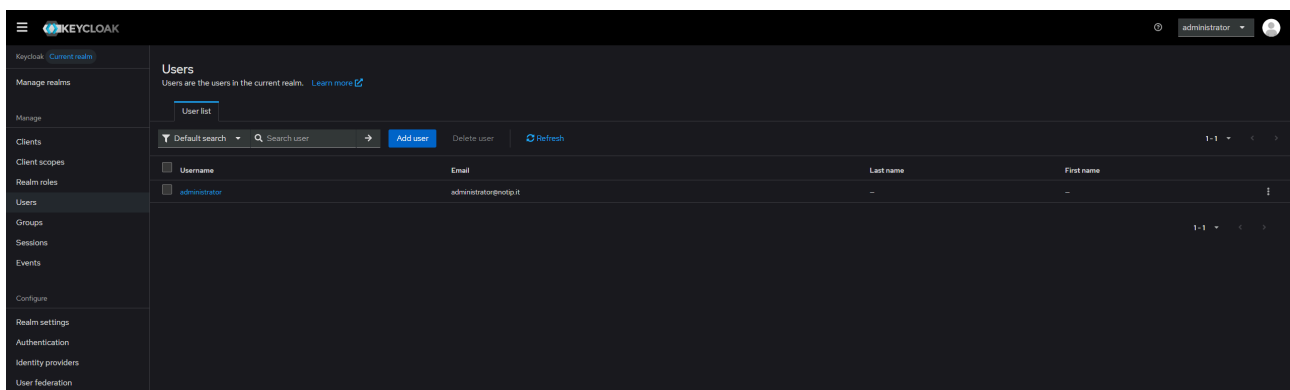 KEYCLOAK
administrator
Keycloak Current realm
Manage realms
Manage
Clients
Client scopes
Realm roles
Users
Groups
Sessions
Events
Configure
Realm settings
Authentication
Identity providers
User federation
Users
Users are the users in the current realm. Learn more
User list
Default search Search user Add user Delete user Refresh 1-1
Username Email Last name First name
administrator administrator@notip.it – –
1-1